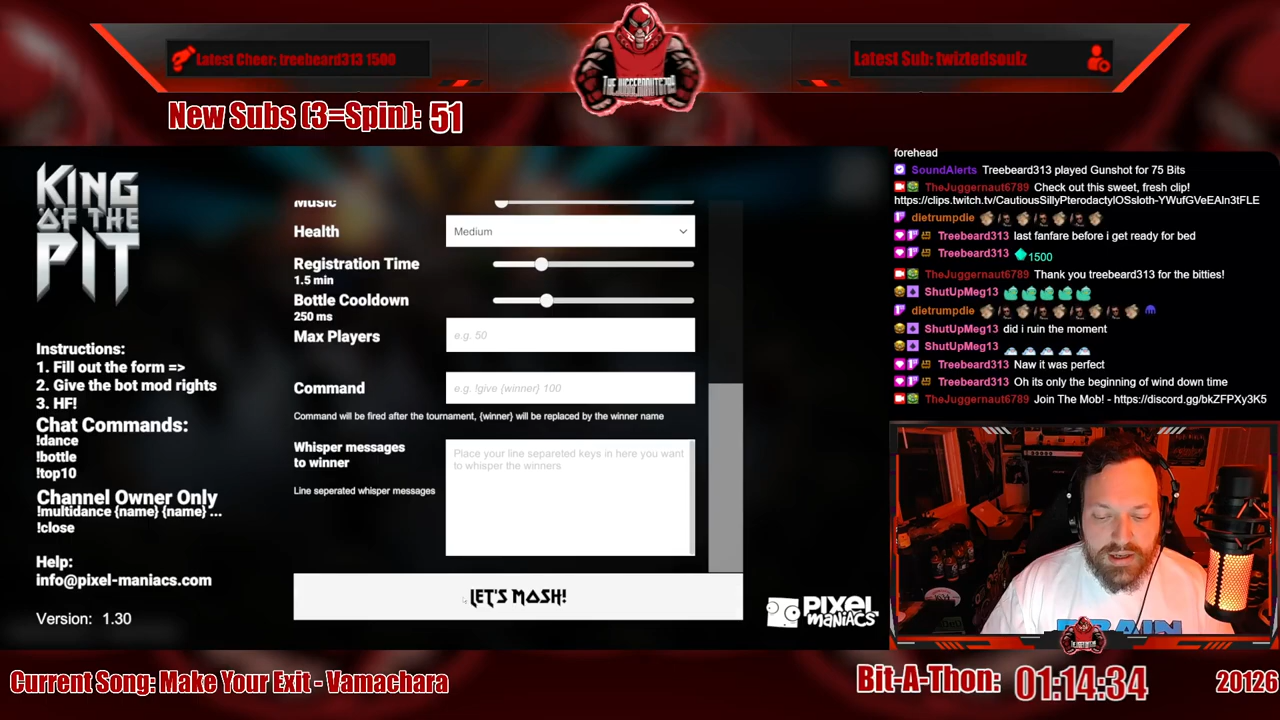 Latest Cheer: treebeard313 1500
THEJUGGERNAUT6789
Latest Sub: twiztedsoulz
New Subs (3=Spin): 51
KING
OF THE
PIT
Instructions:
1. Fill out the form =>
2. Give the bot mod rights
3. HF!
Chat Commands:
!dance
!bottle
!top10
Channel Owner Only
!multidance {name} {name} ...
!close
Help:
info@pixel-maniacs.com
Version: 1.30
Music
Health
Medium
Registration Time
1.5 min
Bottle Cooldown
250 ms
Max Players
e.g. 50
Command
e.g. !give {winner} 100
Command will be fired after the tournament, {winner} will be replaced by the winner name
Whisper messages
to winner
Line seperated whisper messages
Place your line separeted keys in here you want
to whisper the winners
LET'S MOSH!
PIXEL
MANIACS
forehead
SoundAlerts Treebeard313 played Gunshot for 75 Bits
TheJuggernaut6789 Check out this sweet, fresh clip!
https://clips.twitch.tv/CautiousSillyPterodactylOSsloth-YWufGVeEAln3tFLE
dietrumpdie
Treebeard313 last fanfare before i get ready for bed
Treebeard313 1500
TheJuggernaut6789 Thank you treebeard313 for the bitties!
ShutUpMeg13
dietrumpdie
ShutUpMeg13 did i ruin the moment
ShutUpMeg13
Treebeard313 Naw it was perfect
Treebeard313 Oh its only the beginning of wind down time
TheJuggernaut6789 Join The Mob! - https://discord.gg/bkZFPXy3K5
Current Song: Make Your Exit - Vamachara
Bit-A-Thon: 01:14:34 20126